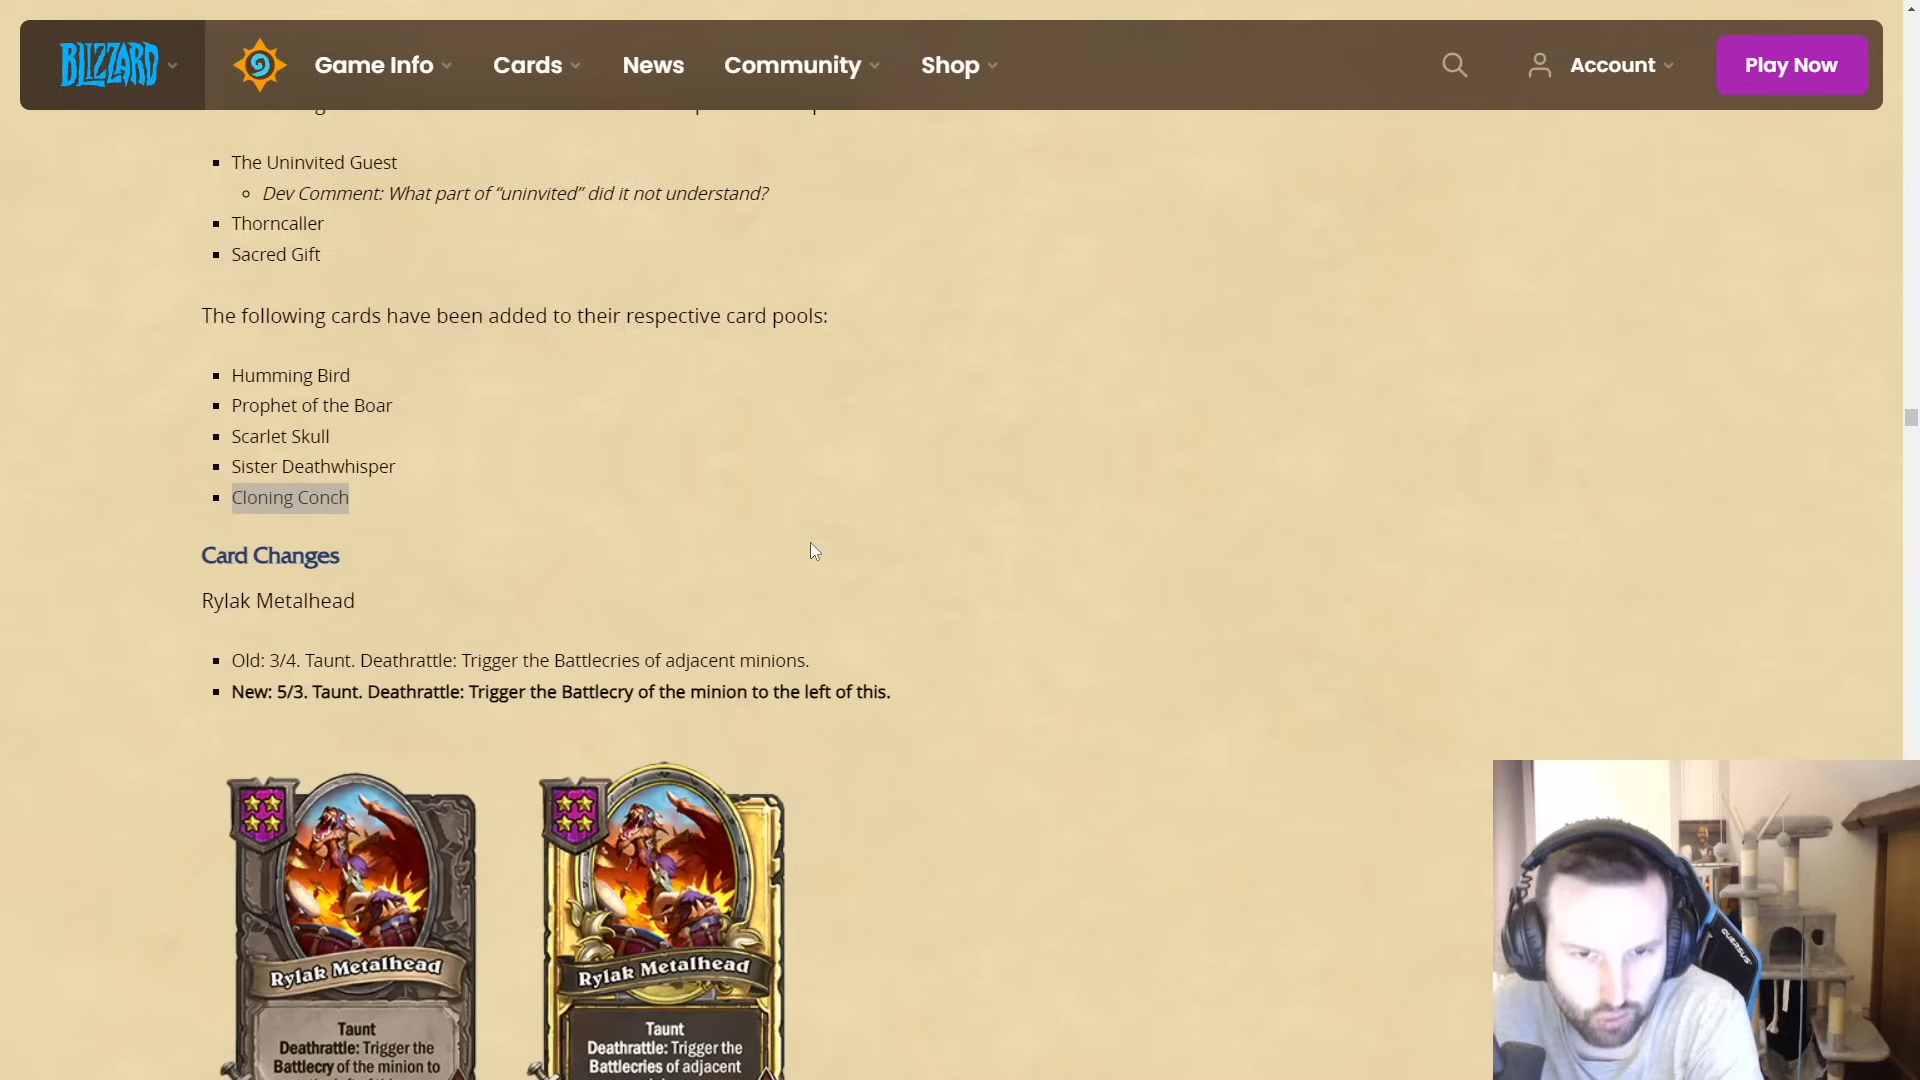 BLIZZARD
Game Info
Cards
News
Community
Shop
Account
Play Now
The Uninvited Guest
Dev Comment: What part of “uninvited” did it not understand?
Thorncaller
Sacred Gift
The following cards have been added to their respective card pools:
Humming Bird
Prophet of the Boar
Scarlet Skull
Sister Deathwhisper
Cloning Conch
Card Changes
Rylak Metalhead
Old: 3/4. Taunt. Deathrattle: Trigger the Battlecries of adjacent minions.
New: 5/3. Taunt. Deathrattle: Trigger the Battlecry of the minion to the left of this.
Rylak Metalhead
Taunt
Deathrattle: Trigger the
Battlecry of the minion to
Rylak Metalhead
Taunt
Deathrattle: Trigger the
Battlecries of adjacent
QUERSUS